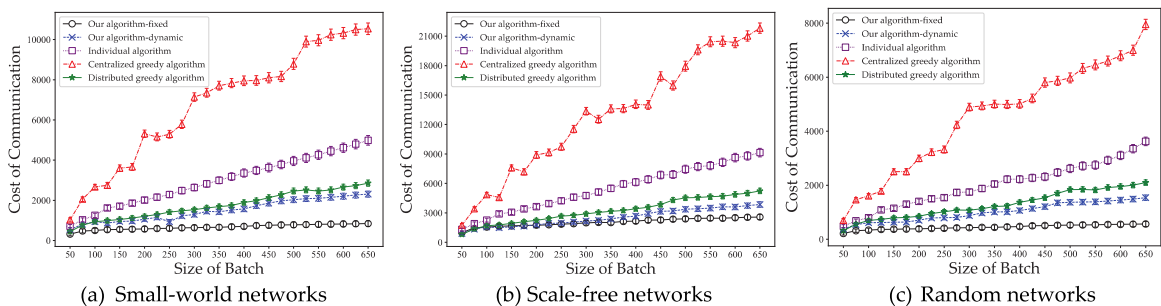 Our algorithm-fixed
Our algorithm-dynamic
Individual algorithm
Centralized greedy algorithm
Distributed greedy algorithm
Cost of Communication
10000
8000
6000
4000
2000
0
50 100 150 200 250 300 350 400 450 500 550 600 650
Size of Batch
(a) Small-world networks
Our algorithm-fixed
Our algorithm-dynamic
Individual algorithm
Centralized greedy algorithm
Distributed greedy algorithm
Cost of Communication
21000
18000
15000
12000
9000
6000
3000
0
50 100 150 200 250 300 350 400 450 500 550 600 650
Size of Batch
(b) Scale-free networks
Our algorithm-fixed
Our algorithm-dynamic
Individual algorithm
Centralized greedy algorithm
Distributed greedy algorithm
Cost of Communication
8000
6000
4000
2000
0
50 100 150 200 250 300 350 400 450 500 550 600 650
Size of Batch
(c) Random networks